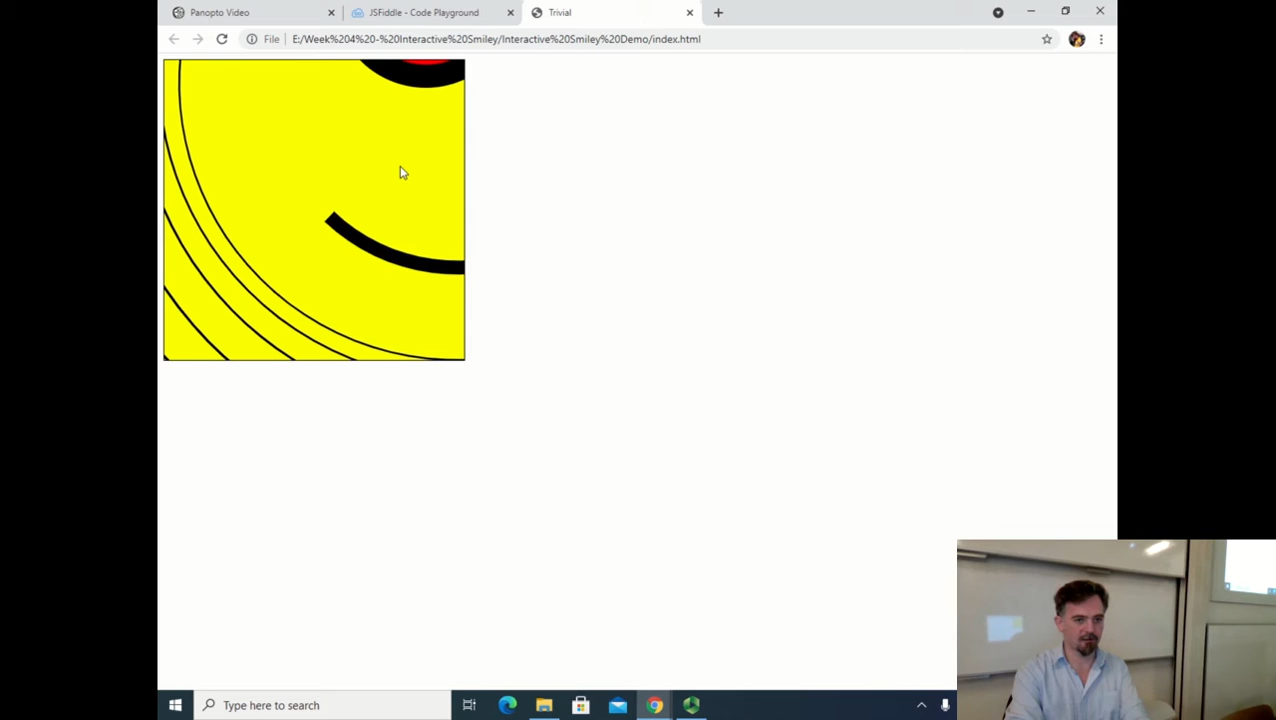 Panopto Video
JSFiddle - Code Playground
Trivial
File
E:/Week%204%20-%20Interactive%20Smiley/Interactive%20Smiley%20Demo/index.html
Type here to search